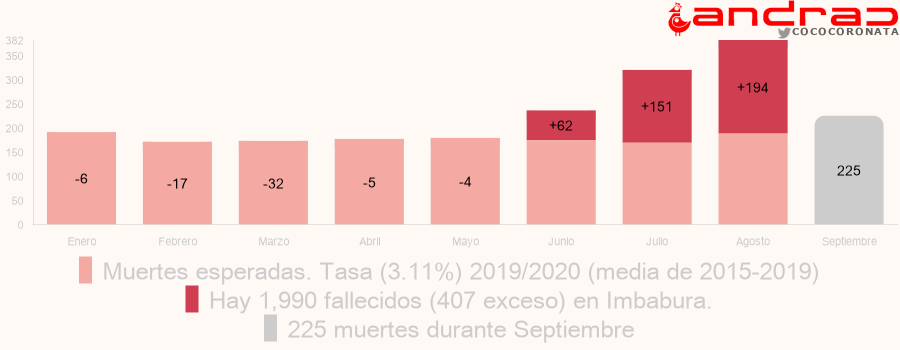 andrab
COCOCORONATA
382
350
300
250
200
150
100
50
0
-6
-17
-32
-5
-4
+62
+151
+194
225
Enero
Febrero
Marzo
Abril
Mayo
Junio
Julio
Agosto
Septiembre
Muertes esperadas. Tasa (3.11%) 2019/2020 (media de 2015-2019)
Hay 1,990 fallecidos (407 exceso) en Imbabura.
225 muertes durante Septiembre